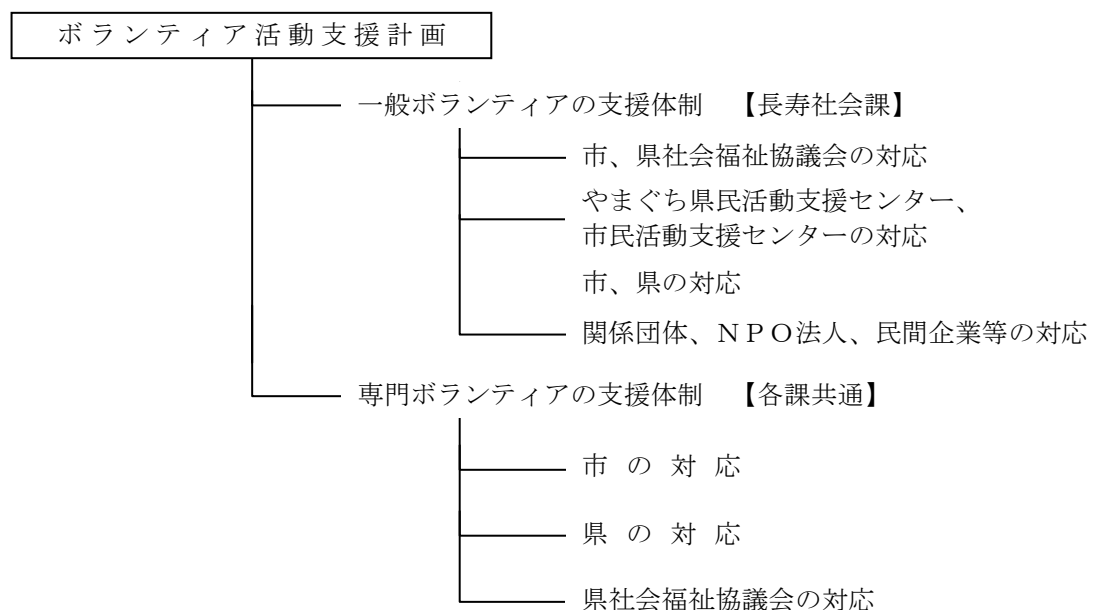 ボランティア活動支援計画
一般ボランティアの支援体制 【長寿社会課】
市、県社会福祉協議会の対応
やまぐち県民活動支援センター、
市民活動支援センターの対応
市、県の対応
関係団体、ＮＰＯ法人、民間企業等の対応
専門ボランティアの支援体制 【各課共通】
市の対応
県の対応
県社会福祉協議会の対応